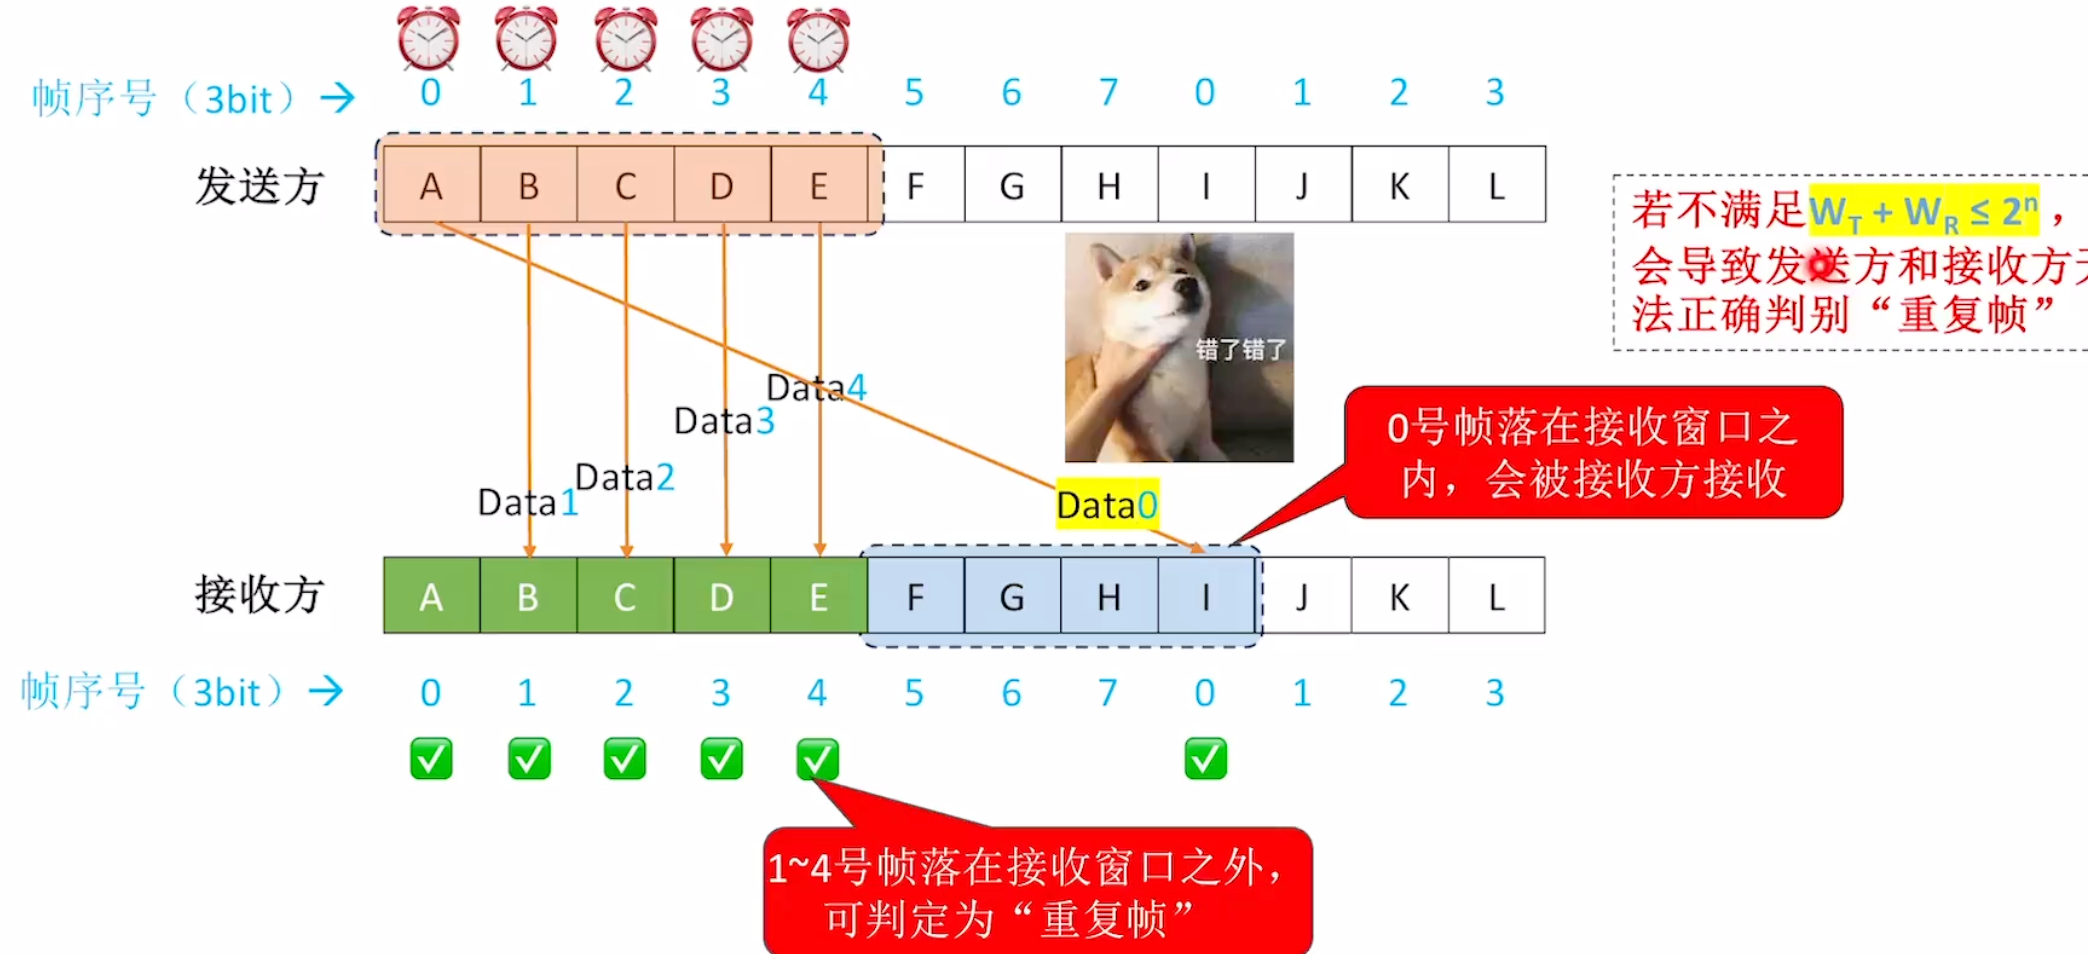 帧序号（3bit）→ 0 1 2 3 4 5 6 7 0 1 2 3
发送方 A B C D E F G H I J K L
若不满足W_T + W_R ≤ 2^n，
会导致发送方和接收方
法正确判别“重复帧”
错了错了
Data4
Data3
Data2
Data1
Data0
0号帧落在接收窗口之
内，会被接收方接收
接收方 A B C D E F G H I J K L
帧序号（3bit）→ 0 1 2 3 4 5 6 7 0 1 2 3
1~4号帧落在接收窗口之外，
可判定为“重复帧”